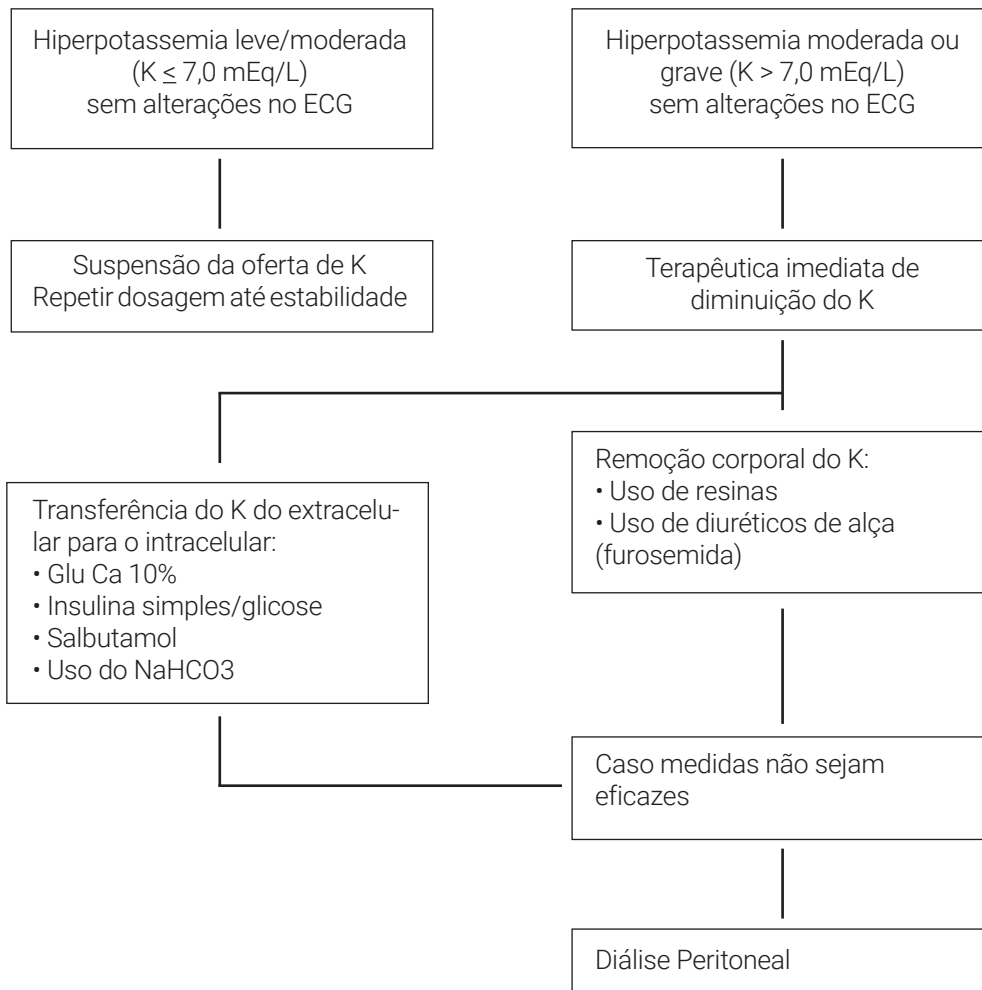 Hiperpotassemia leve/moderada
(K ≤ 7,0 mEq/L)
sem alterações no ECG
Hiperpotassemia moderada ou
grave (K > 7,0 mEq/L)
sem alterações no ECG
Suspensão da oferta de K
Repetir dosagem até estabilidade
Terapêutica imediata de
diminuição do K
Transferência do K do extracelu-
lar para o intracelular:
• Glu Ca 10%
• Insulina simples/glicose
• Salbutamol
• Uso do NaHCO3
Remoção corporal do K:
• Uso de resinas
• Uso de diuréticos de alça
(furosemida)
Caso medidas não sejam
eficazes
Diálise Peritoneal